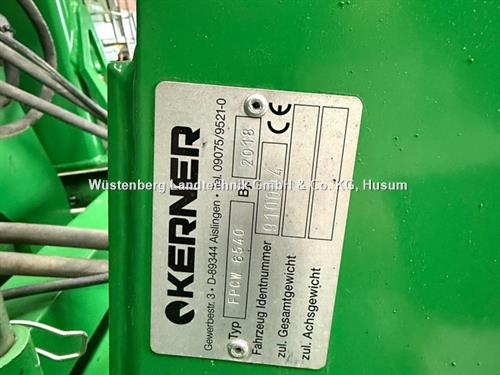 KERNER
Gewerbestr. 3 • D-89344 Aislingen • Tel. 09075/9521-0
Typ FPCW 6540 2018
Fahrzeug Identnummer
zul. Gesamtgewicht
zul. Achsgewicht
CE
Wüstenberg Landtechnik GmbH & Co. KG, Husum